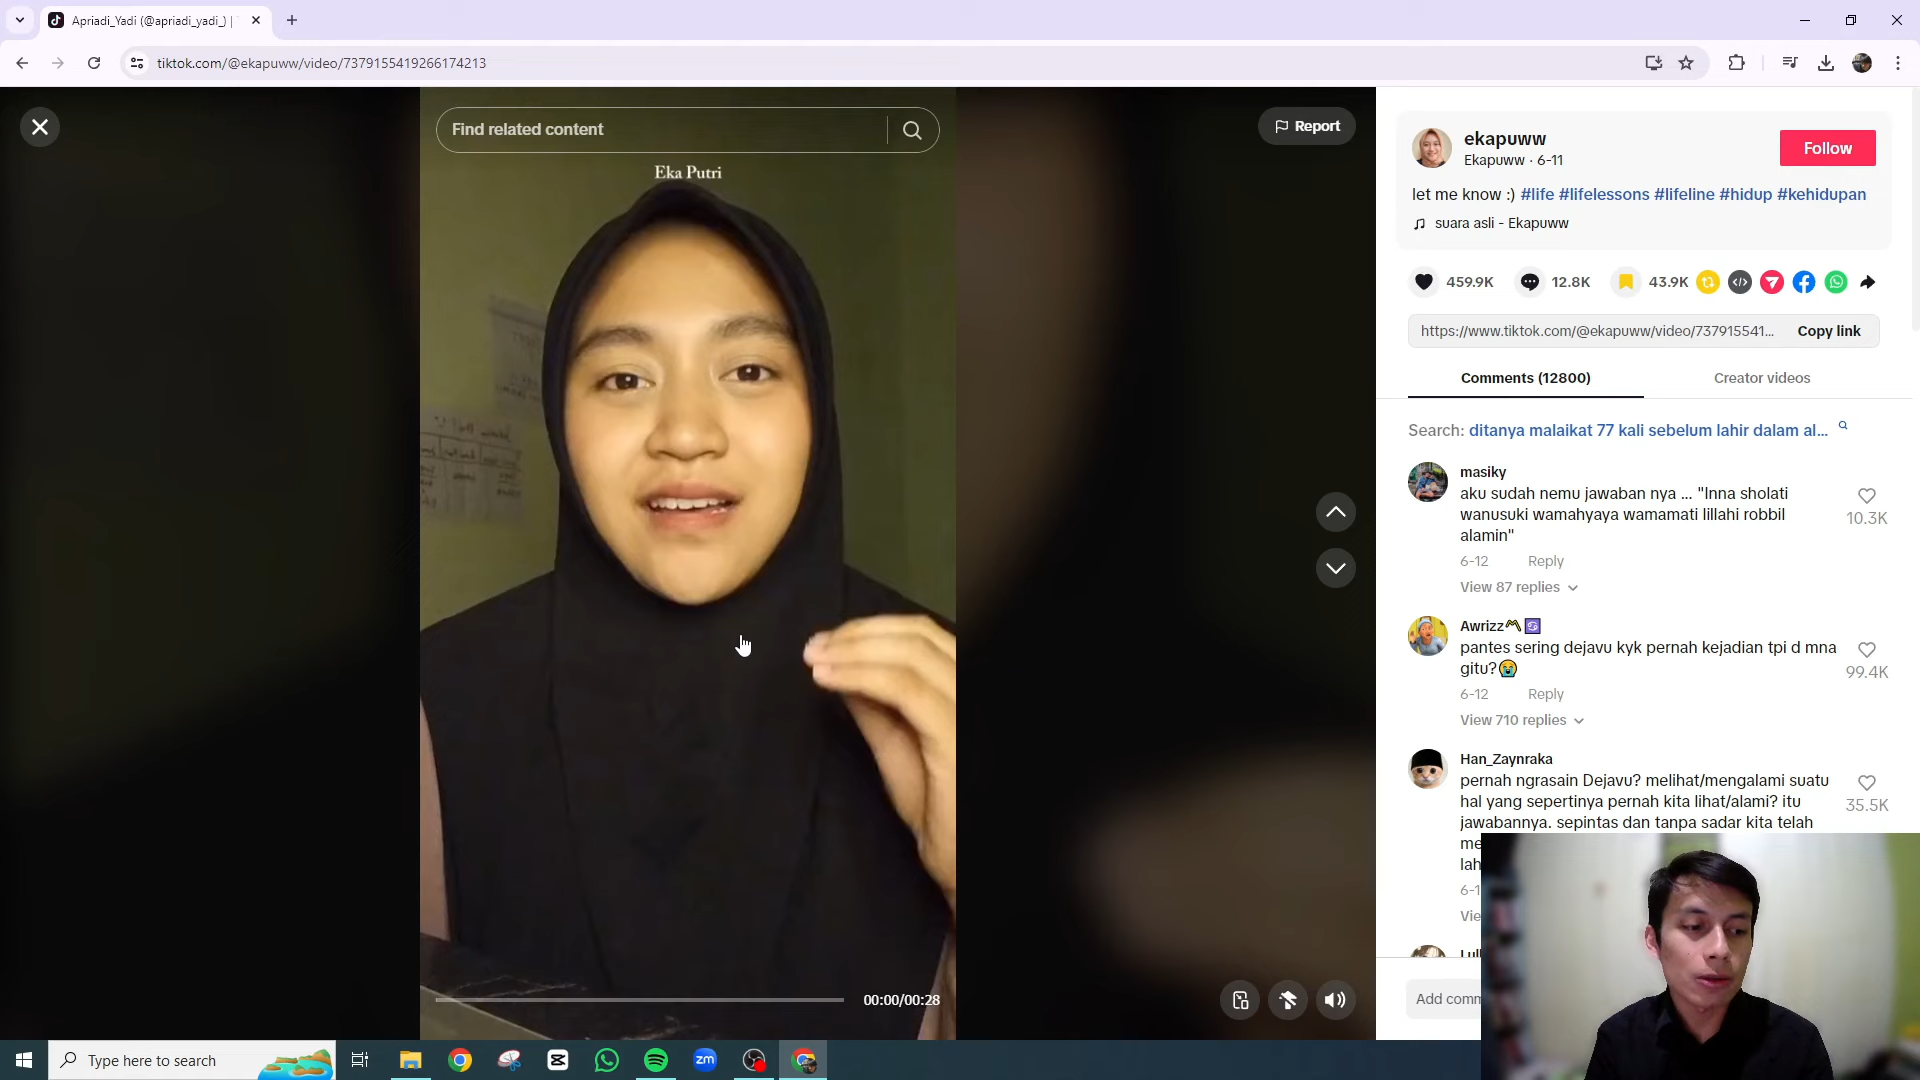 Apriadi_Yadi (@apriadi_yadi_) |
tiktok.com/@ekapuww/video/7379155419266174213
Find related content
Report
Eka Putri
00:00/00:28
ekapuww
Ekapuww · 6-11
Follow
let me know :) #life #lifelessons #lifeline #hidup #kehidupan
suara asli - Ekapuww
459.9K
12.8K
43.9K
https://www.tiktok.com/@ekapuww/video/737915541...
Copy link
Comments (12800)
Creator videos
Search: ditanya malaikat 77 kali sebelum lahir dalam al...
masiky
aku sudah nemu jawaban nya ... "Inna sholati
wanusuki wamahyaya wamamati lillahi robbil
alamin"
10.3K
6-12 Reply
View 87 replies
Awrizz
pantes sering dejavu kyk pernah kejadian tpi d mna
gitu?😭
99.4K
6-12 Reply
View 710 replies
Han_Zaynraka
pernah ngrasain Dejavu? melihat/mengalami suatu
hal yang sepertinya pernah kita lihat/alami? itu
jawabannya. sepintas dan tanpa sadar kita telah
35.5K
Type here to search
zm